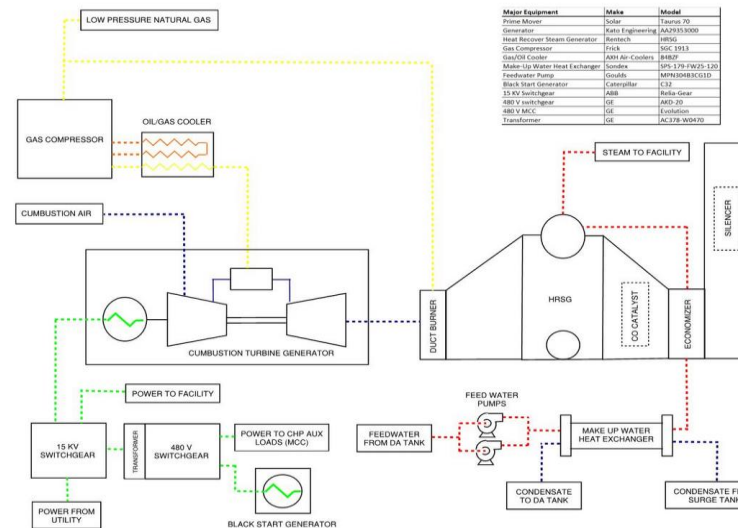 LOW PRESSURE NATURAL GAS
Major Equipment Make Model
Prime Mover Solar Taurus 70
Generator Kato Engineering AA29353000
Heat Recover Steam Generator Rentech HRSG
Gas Compressor Frick SGC 1913
Gas/Oil Cooler AXH Air-Coolers B4BZF
Make-Up Water Heat Exchanger Sondex SPS-179-FW25-120
Feedwater Pump Goulds MPN304B3CG1D
Black Start Generator Caterpillar C32
15 KV Switchgear ABB Relia-Gear
480 V switchgear GE AKD-20
480 V MCC GE Evolution
Transformer GE AC378-W0470
OIL/GAS COOLER
GAS COMPRESSOR
STEAM TO FACILITY
SILENCER
CUMBUSTION AIR
HRSG
CO CATALYST
DUCT BURNER
ECONOMIZER
CUMBUSTION TURBINE GENERATOR
POWER TO FACILITY
FEED WATER
PUMPS
15 KV
SWITCHGEAR
TRANSFORMER
480 V
SWITCHGEAR
POWER TO CHP AUX
LOADS (MCC)
FEEDWATER
FROM DA TANK
MAKE UP WATER
HEAT EXCHANGER
POWER FROM
UTILITY
BLACK START GENERATOR
CONDENSATE
TO DA TANK
CONDENSATE
SURGE TANK